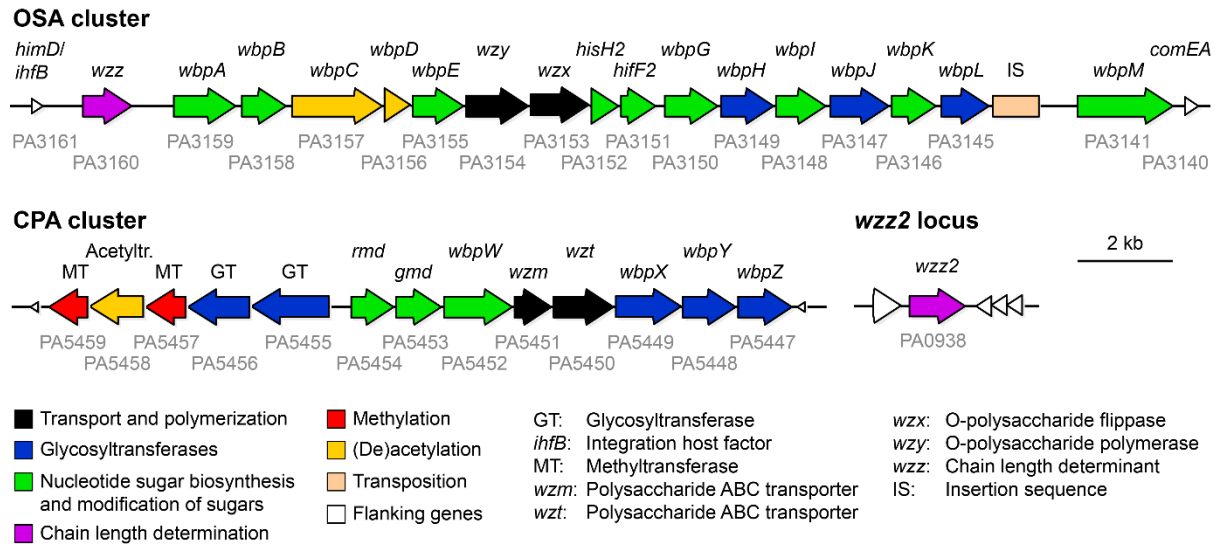 OSA cluster
himD/ wbpB wbpD hisH2 wbpG wbpI wbpK comEA
ihfB wzz wbpA wbpC wbpE wzy wzx hifF2 wbpH wbpJ wbpL IS wbpM
PA3161 PA3159 PA3157 PA3155 PA3153 PA3151 PA3149 PA3147 PA3145 PA3141
PA3160 PA3158 PA3156 PA3154 PA3152 PA3150 PA3148 PA3146 PA3140
CPA cluster
wzz2 locus
Acetyltr. rmd wbpW wzt wbpY
MT MT GT GT gmd wzm wbpX wbpZ
wzz2
2 kb
PA5459 PA5457 PA5455 PA5453 PA5451 PA5449 PA5447
PA5458 PA5456 PA5454 PA5452 PA5450 PA5448
PA0938
Transport and polymerization
Glycosyltransferases
Nucleotide sugar biosynthesis
and modification of sugars
Chain length determination
Methylation
(De)acetylation
Transposition
Flanking genes
GT: Glycosyltransferase
ihfB: Integration host factor
MT: Methyltransferase
wzm: Polysaccharide ABC transporter
wzt: Polysaccharide ABC transporter
wzx: O-polysaccharide flippase
wzy: O-polysaccharide polymerase
wzz: Chain length determinant
IS: Insertion sequence